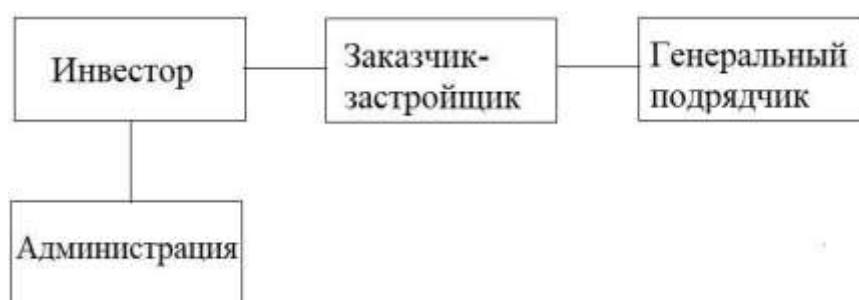 Инвестор
Заказчик-
застройщик
Генеральный
подрядчик
Администрация